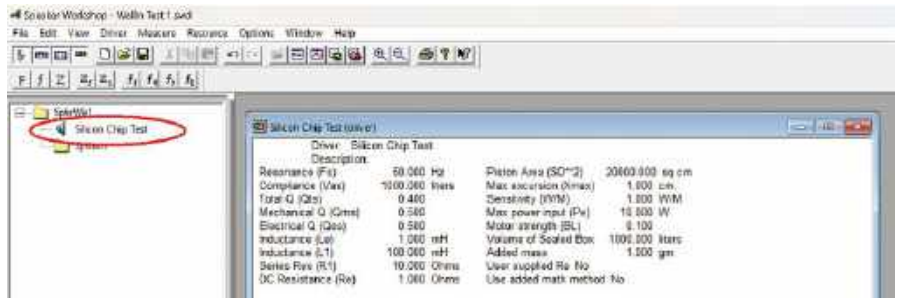 Speaker Workshop - Wallin Test 1.swd
File Edit View Driver Measure Resource Options Window Help
F f Z
SpkrWk1
Silicon Chip Test
Silicon Chip Test (driver)
Driver Silicon Chip Test
Description
Resonance (Fs) 50.000 Hz
Compliance (Vas) 1000.000 liters
Total Q (Qts) 0.400
Mechanical Q (Qms) 0.500
Electrical Q (Qes) 0.500
Inductance (Le) 1.000 mH
Inductance (L1) 100.000 mH
Series Res (R1) 10.000 Ohms
DC Resistance (Re) 1.000 Ohms
Piston Area (SD^2) 20000.000 sq cm
Max excursion (Xmax) 1.000 cm.
Sensitivity (W/M) 1.000 W/M
Max power input (Pe) 10.000 W
Motor strength (BL) 0.100
Volume of Sealed Box 1000.000 liters
Added mass 1.000 gm
User supplied Re No
Use added math method No